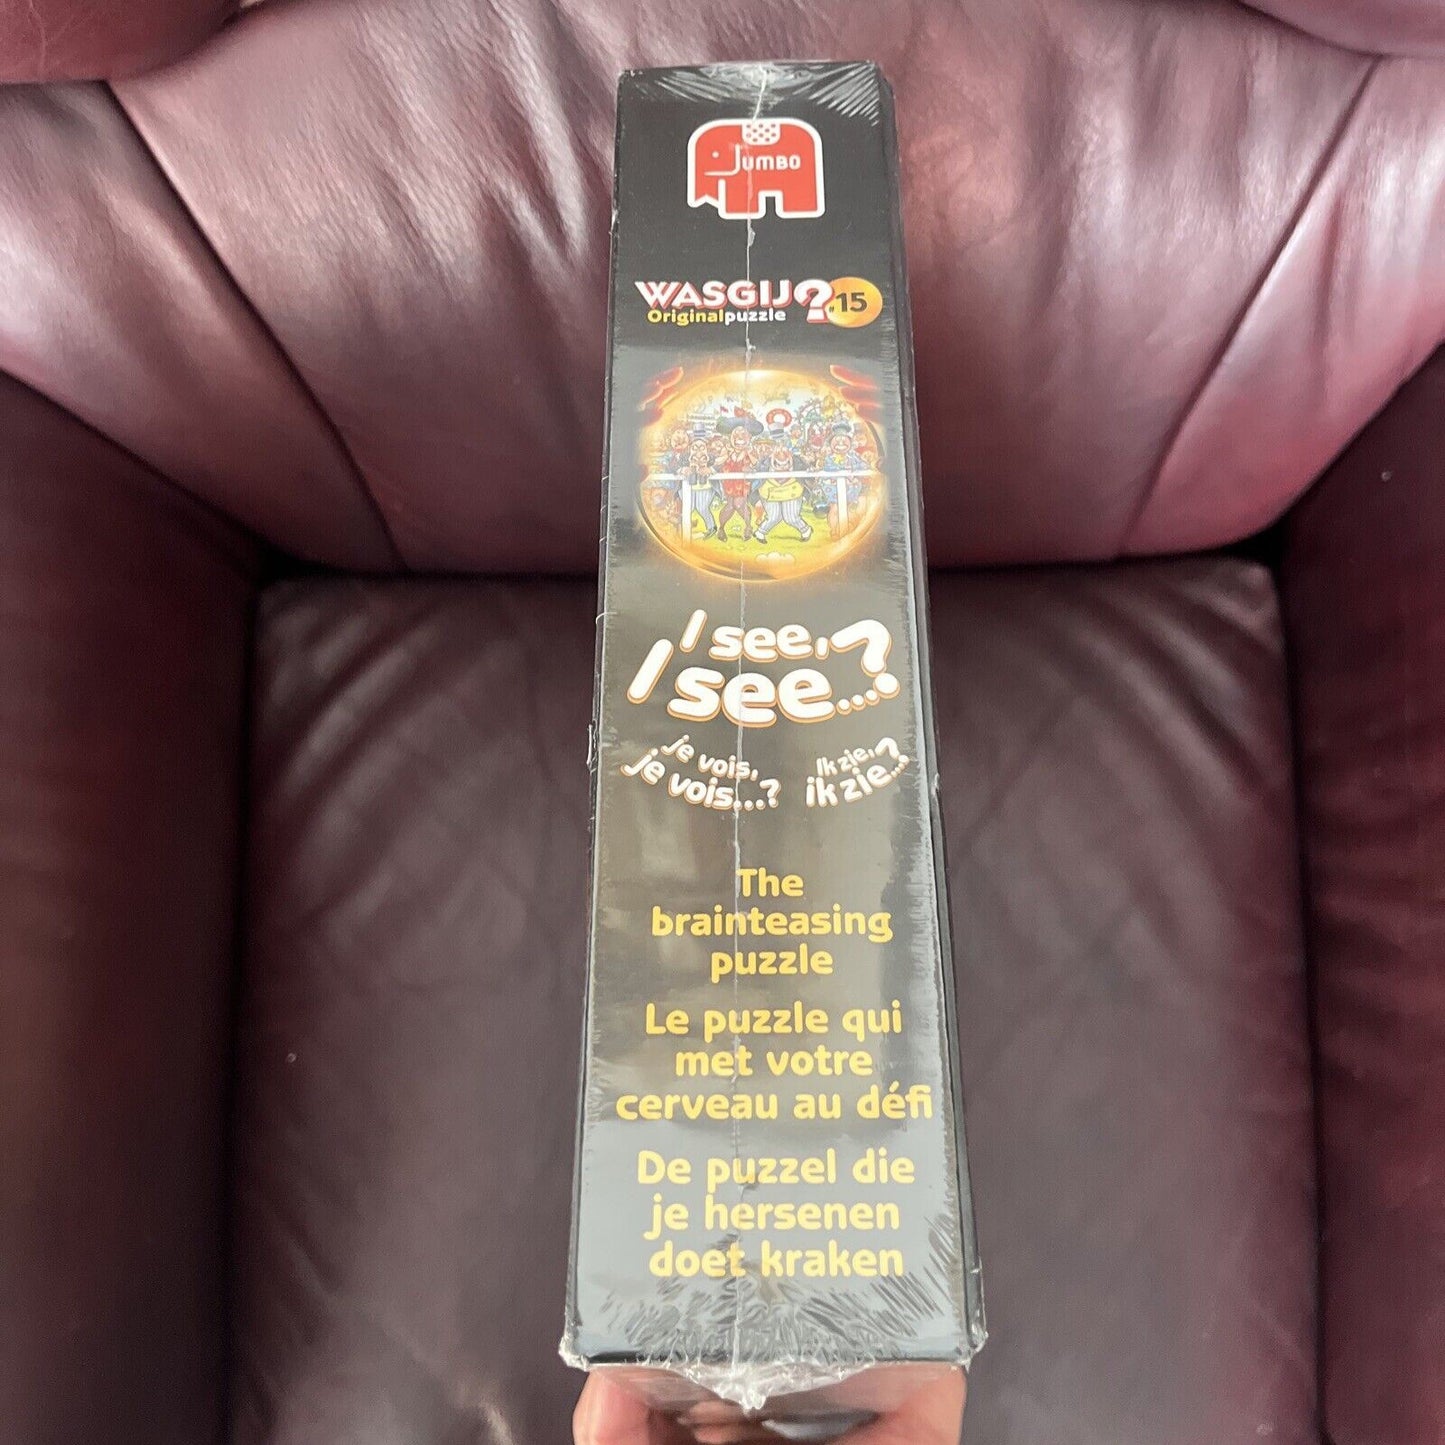 JUMBO
WASGIJ? 15
Originalpuzzle
I see,
I see...?
je vois,
je vois...?
Ik zie,
ik zie...?
The
brainteasing
puzzle
Le puzzle qui
met votre
cerveau au défi
De puzzel die
je hersenen
doet kraken